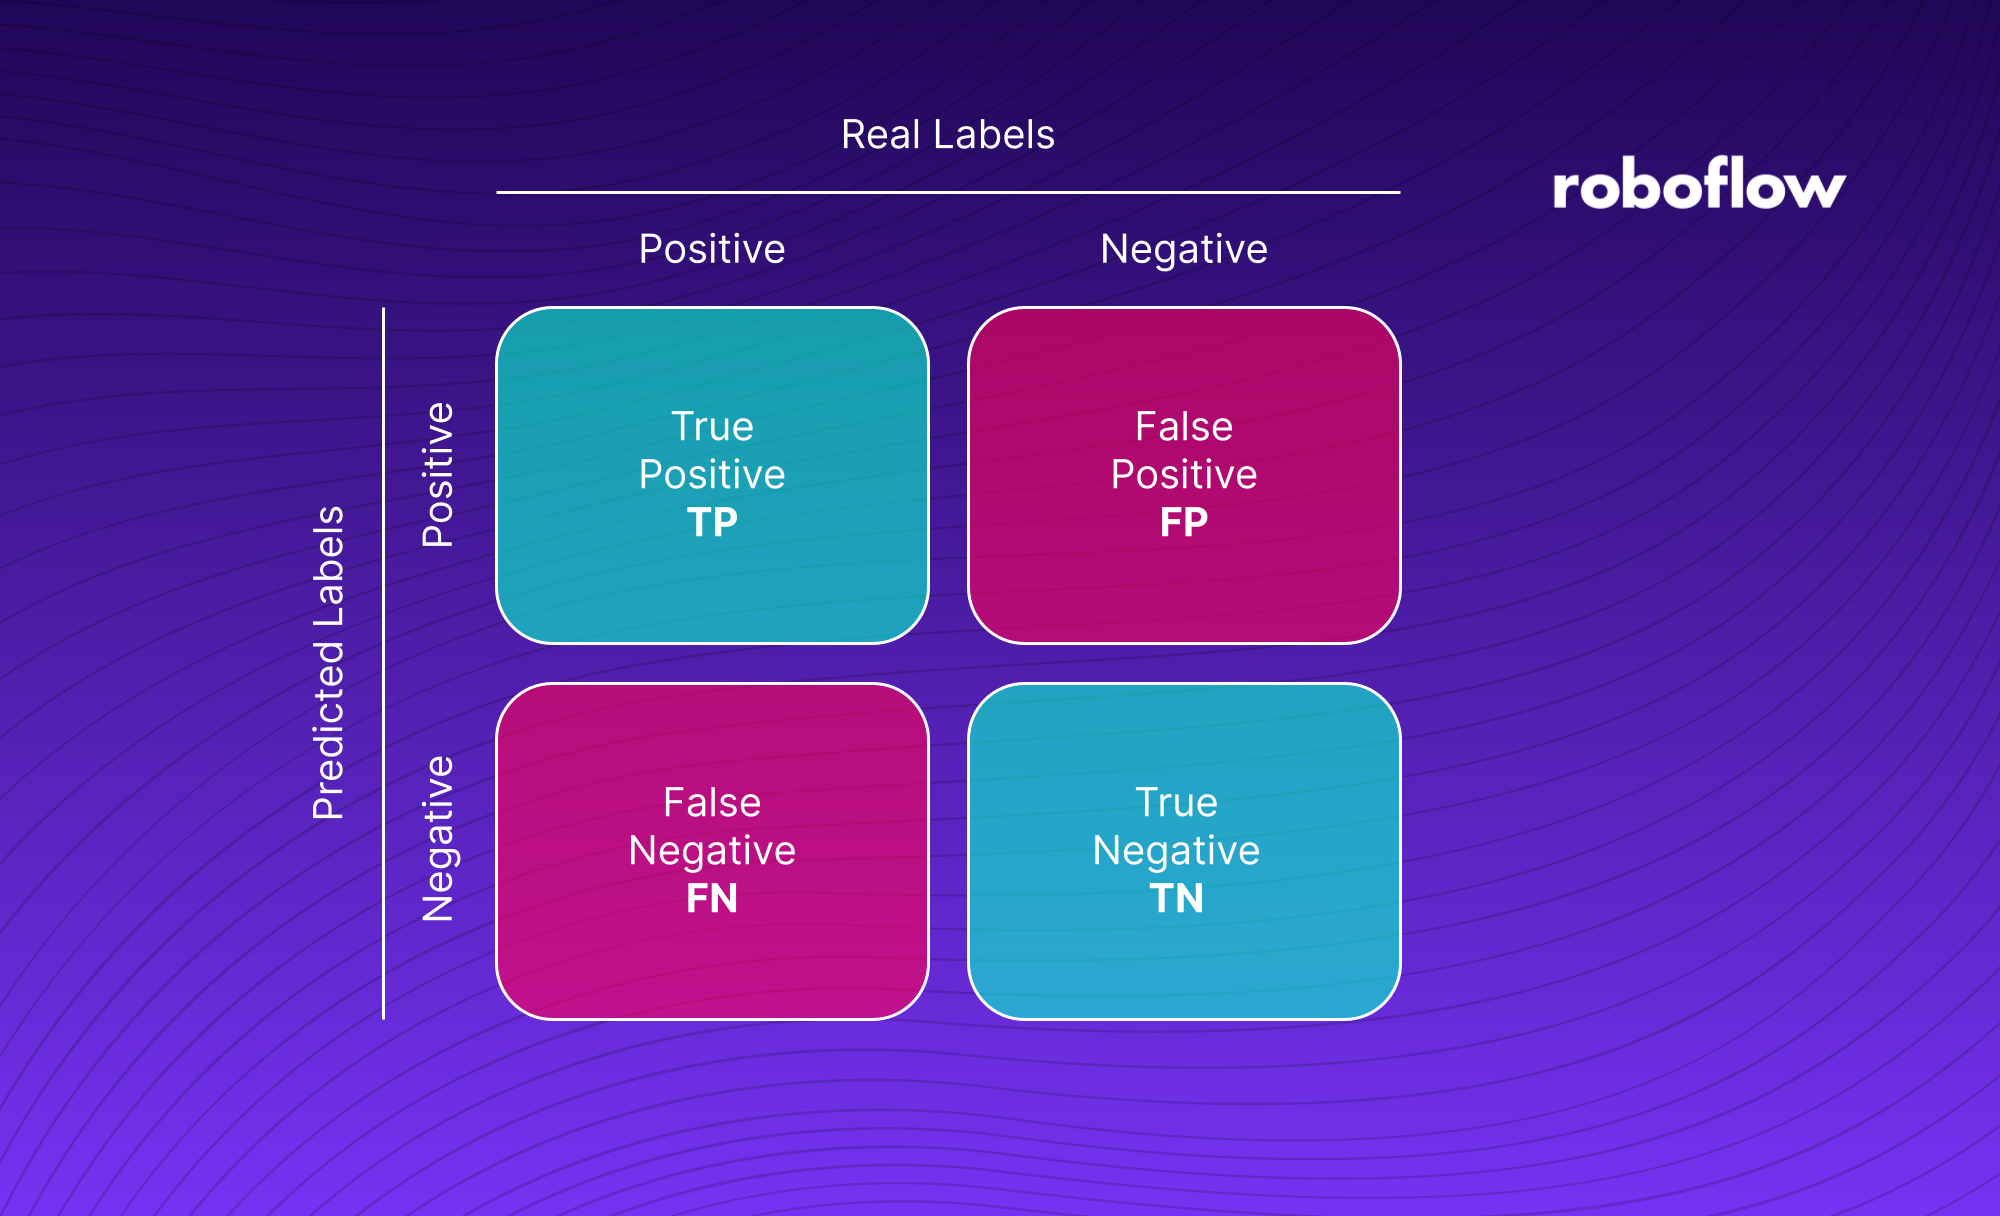 Real Labels
roboflow
Positive
Negative
Predicted Labels
Positive
True
Positive
TP
False
Positive
FP
Negative
False
Negative
FN
True
Negative
TN